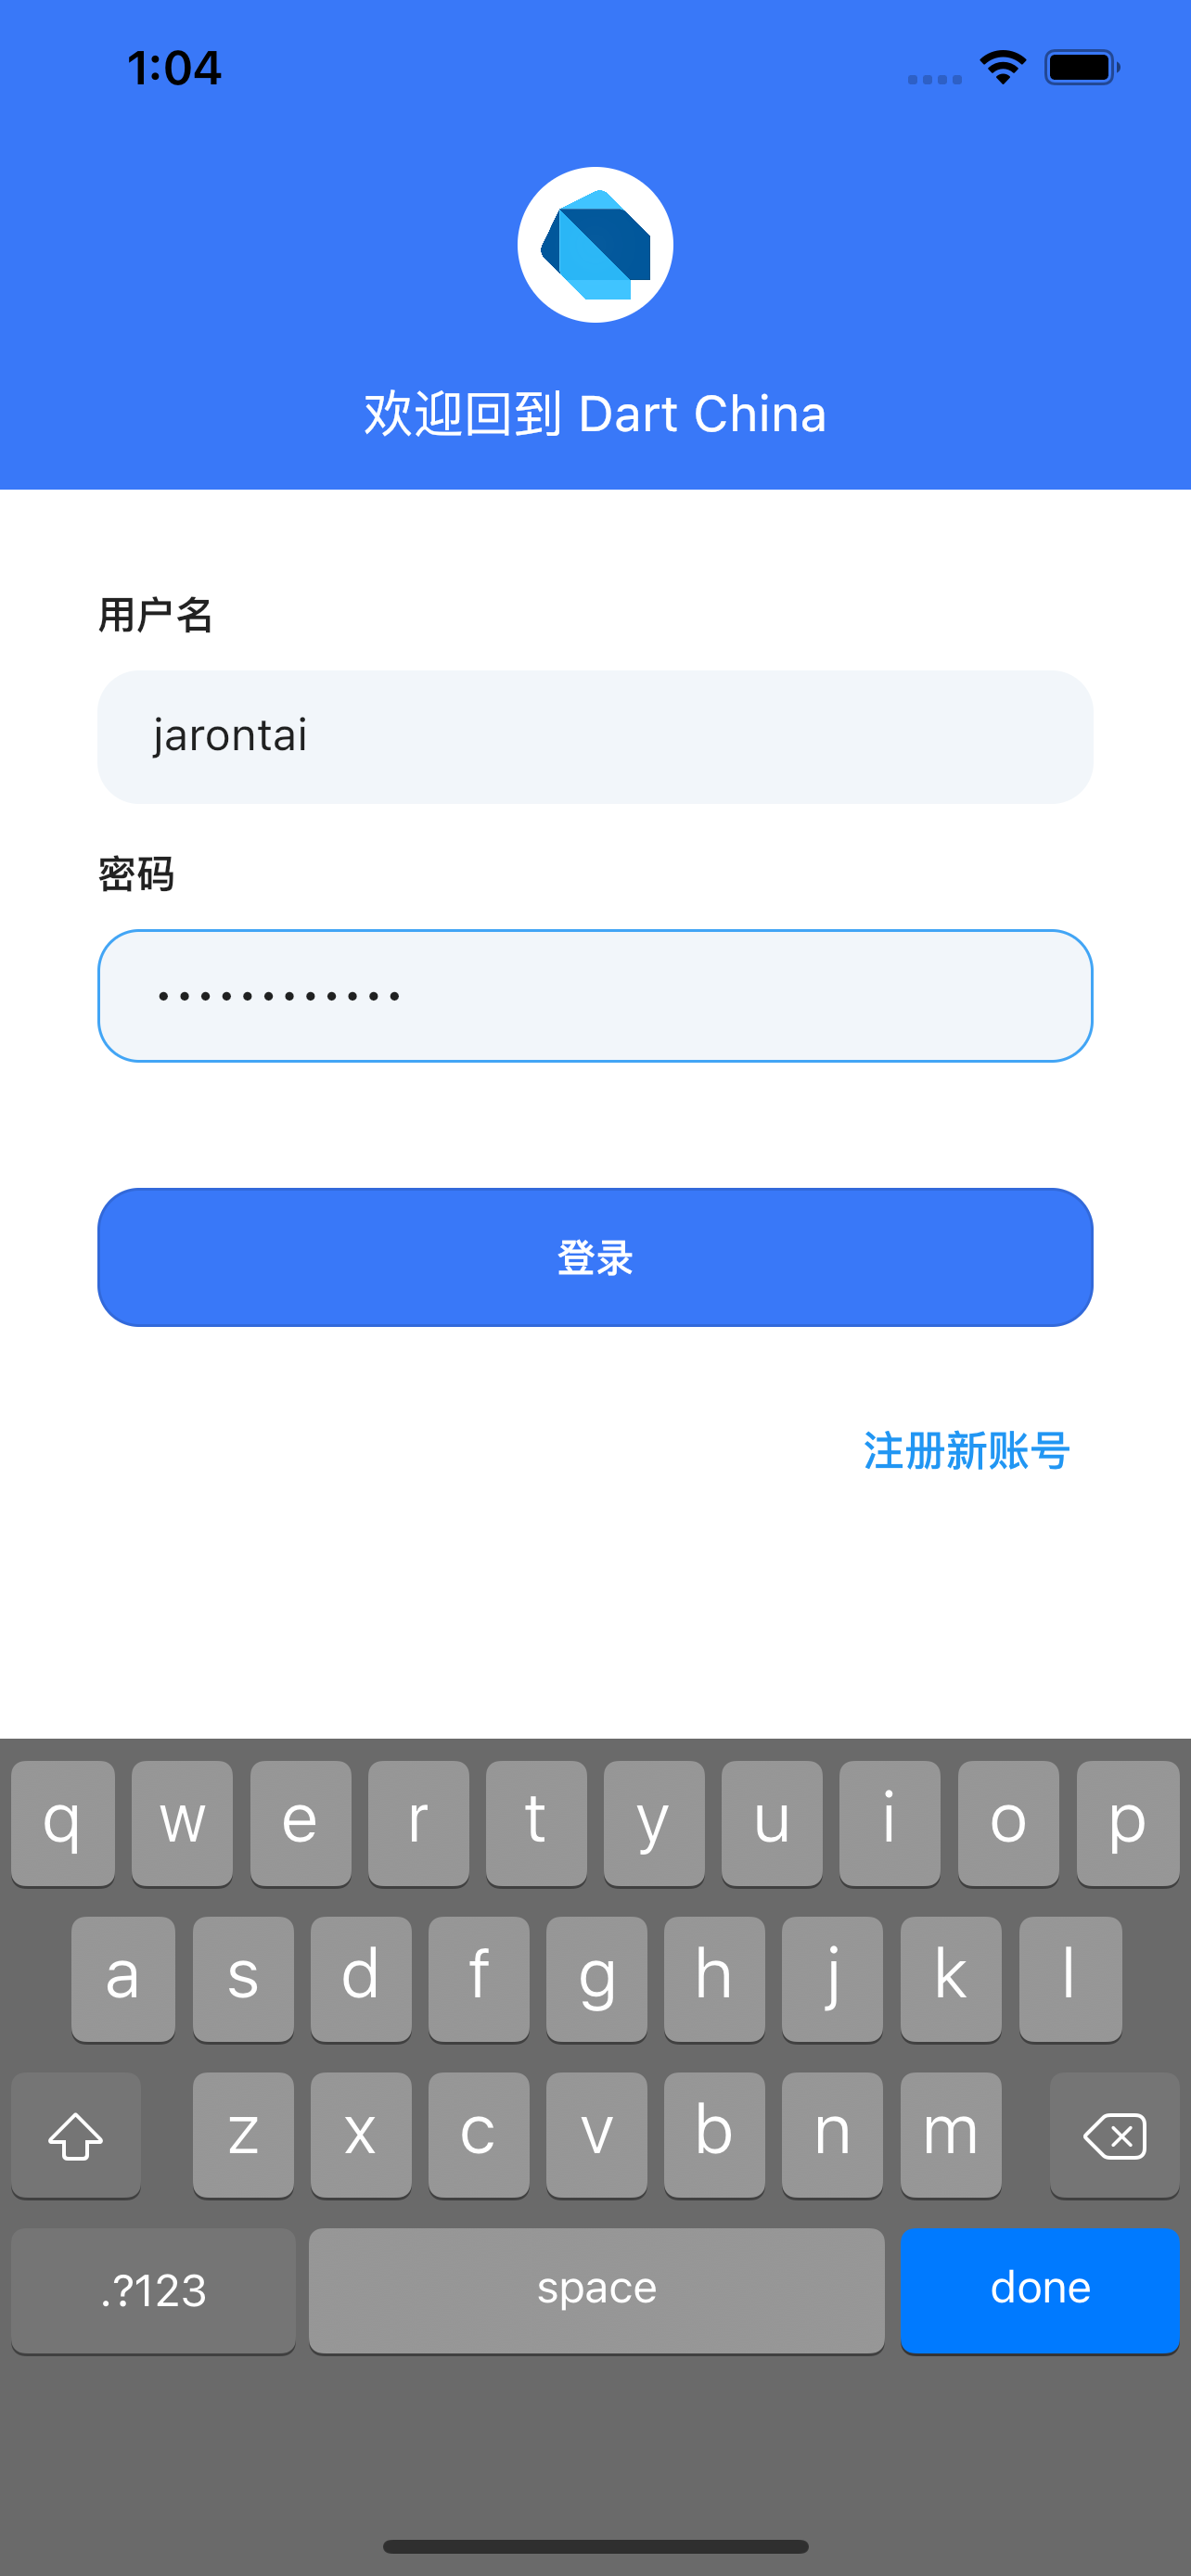 1:04
欢迎回到 Dart China
用户名
jarontai
密码
••••••••••••
登录
注册新账号
q w e r t y u i o p
a s d f g h j k l
z x c v b n m
.?123 space done